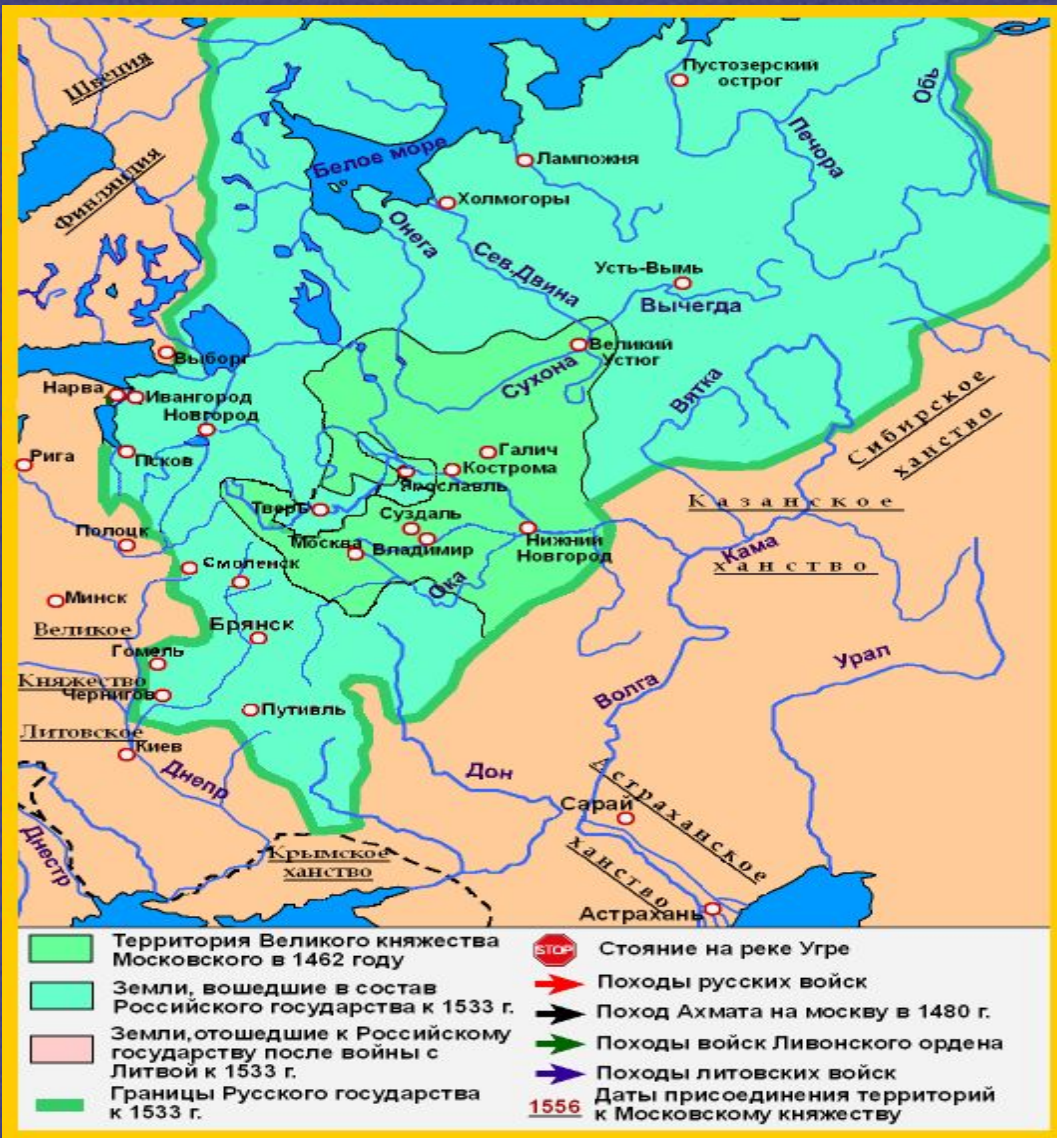 Швеция
Финляндия
Белое море
Пустозерский
острог
Обь
Печора
Лампожня
Холмогоры
Онега
Сев.Двина
Усть-Вымь
Вычегда
Великий
Устюг
Сухона
Вятка
Выборг
Нарва
Ивангород
Новгород
Псков
Рига
Галич
Кострома
Ярославль
Тверь
Суздаль
Москва
Владимир
Нижний
Новгород
Ока
Сибирское
ханство
Казанское
ханство
Кама
Полоцк
Смоленск
Минск
Великое
Брянск
Гомель
Княжество
Чернигов
Путивль
Литовское
Киев
Днепр
Днестр
Дон
Волга
Урал
Сарай
Астраханское
ханство
Крымское
ханство
Астрахань
Территория Великого княжества
Московского в 1462 году
Земли, вошедшие в состав
Российского государства к 1533 г.
Земли,отошедшие к Российскому
государству после войны с
Литвой к 1533 г.
Границы Русского государства
к 1533 г.
STOP
Стояние на реке Угре
Походы русских войск
Поход Ахмата на москву в 1480 г.
Походы войск Ливонского ордена
Походы литовских войск
1556 Даты присоединения территорий
к Московскому княжеству